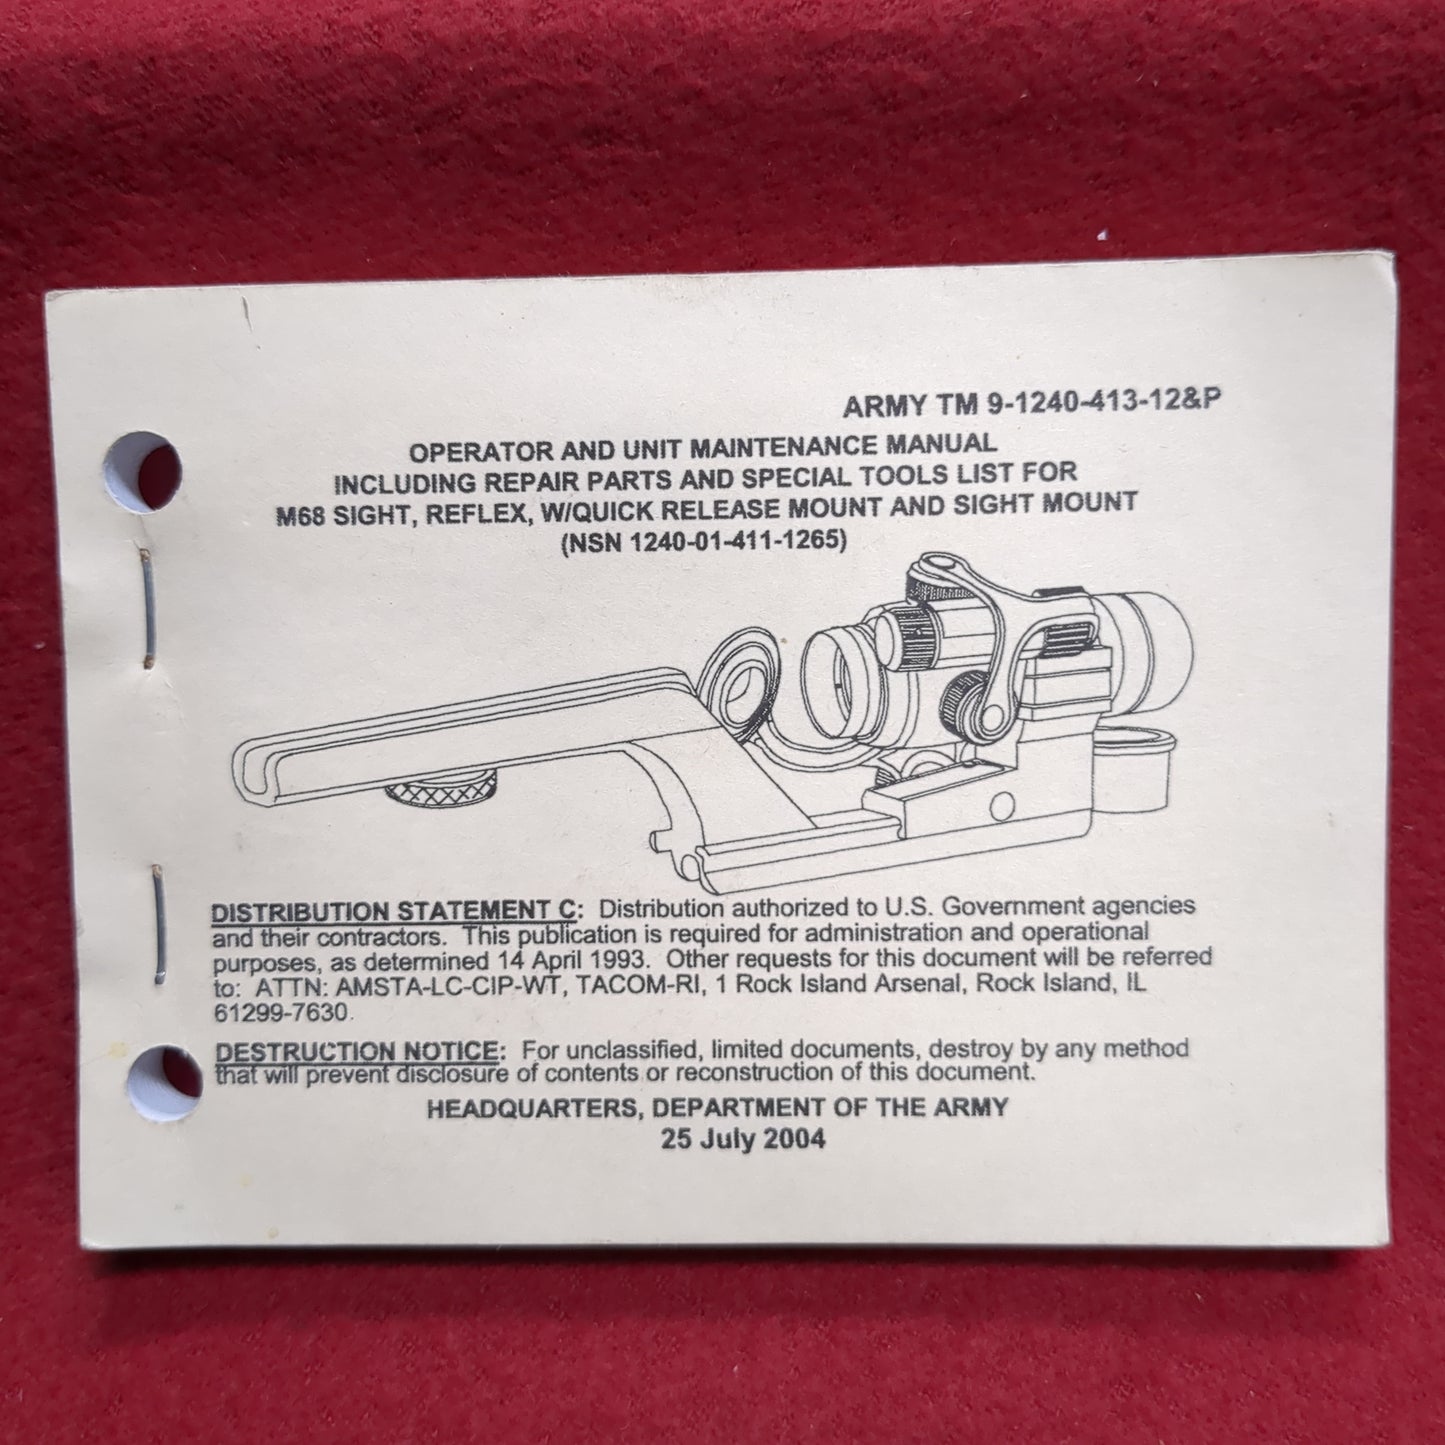 ARMY TM 9-1240-413-12&P
OPERATOR AND UNIT MAINTENANCE MANUAL
INCLUDING REPAIR PARTS AND SPECIAL TOOLS LIST FOR
M68 SIGHT, REFLEX, W/QUICK RELEASE MOUNT AND SIGHT MOUNT
(NSN 1240-01-411-1265)
DISTRIBUTION STATEMENT C: Distribution authorized to U.S. Government agencies
and their contractors. This publication is required for administration and operational
purposes, as determined 14 April 1993. Other requests for this document will be referred
to: ATTN: AMSTA-LC-CIP-WT, TACOM-RI, 1 Rock Island Arsenal, Rock Island, IL
61299-7630.
DESTRUCTION NOTICE: For unclassified, limited documents, destroy by any method
that will prevent disclosure of contents or reconstruction of this document.
HEADQUARTERS, DEPARTMENT OF THE ARMY
25 July 2004